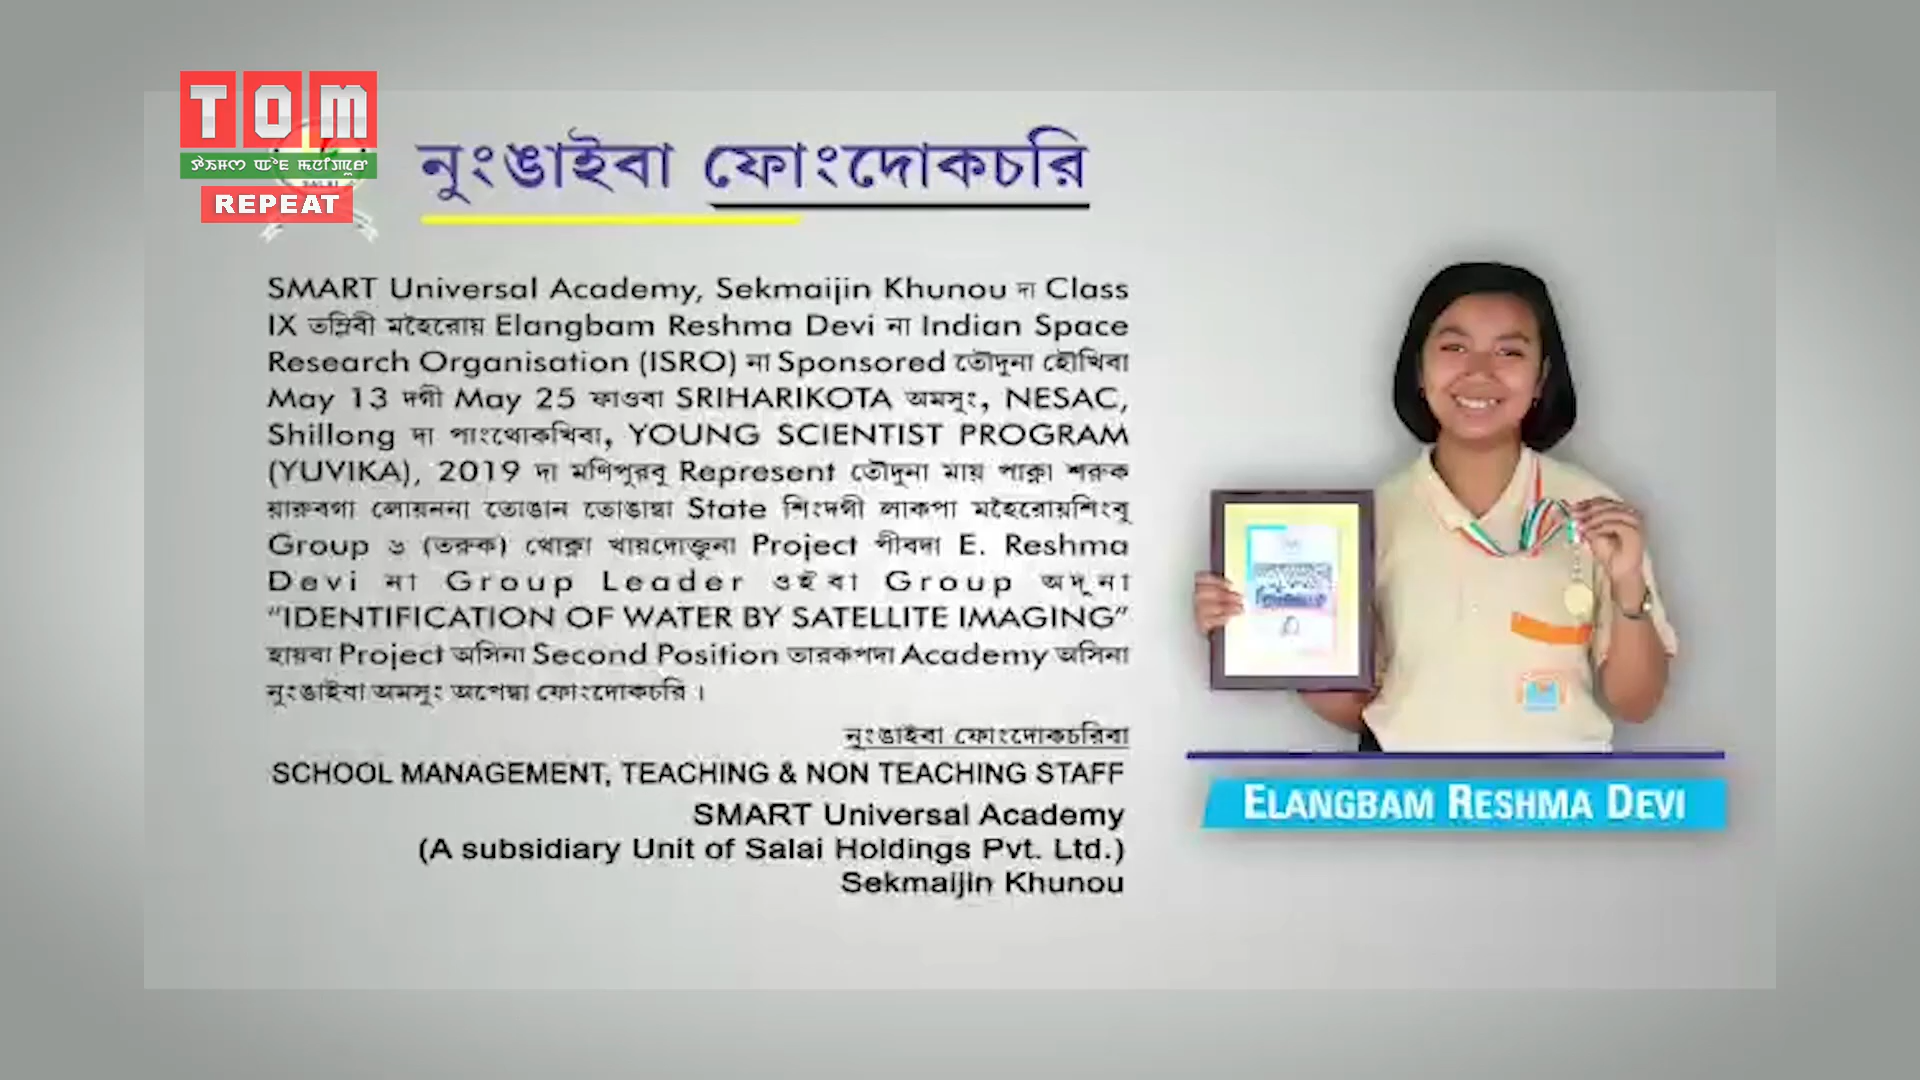 TOM
REPEAT
নুংঙাইবা ফোংদোকচরি
SMART Universal Academy, Sekmaijin Khunou দা Class
IX তম্লিবী মহৈরোয় Elangbam Reshma Devi না Indian Space
Research Organisation (ISRO) না Sponsored তৌদুনা হৌখিবা
May 13 দগী May 25 ফাওবা SRIHARIKOTA অমসুং, NESAC,
Shillong দা পাংথোকখিবা, YOUNG SCIENTIST PROGRAM
(YUVIKA), 2019 দা মণিপুরবু Represent তৌদুনা মায় পাক্না শরুক
য়ারুবগা লোয়ননা তোঙান তোঙানবা State শিংদগী লাকপা মহৈরোয়শিংবু
Group ৬ (তরুক) থোক্না খায়দোক্তুনা Project পীবদা E. Reshma
Devi না Group Leader ওইবা Group অদুনা
“IDENTIFICATION OF WATER BY SATELLITE IMAGING”
হায়বা Project অসিনা Second Position তারকপদা Academy অসিনা
নুংঙাইবা অমসুং অপেনবা ফোংদোকচরি ।
নুংঙাইবা ফোংদোকচরিবা
SCHOOL MANAGEMENT, TEACHING & NON TEACHING STAFF
SMART Universal Academy
(A subsidiary Unit of Salai Holdings Pvt. Ltd.)
Sekmaijin Khunou
ELANGBAM RESHMA DEVI